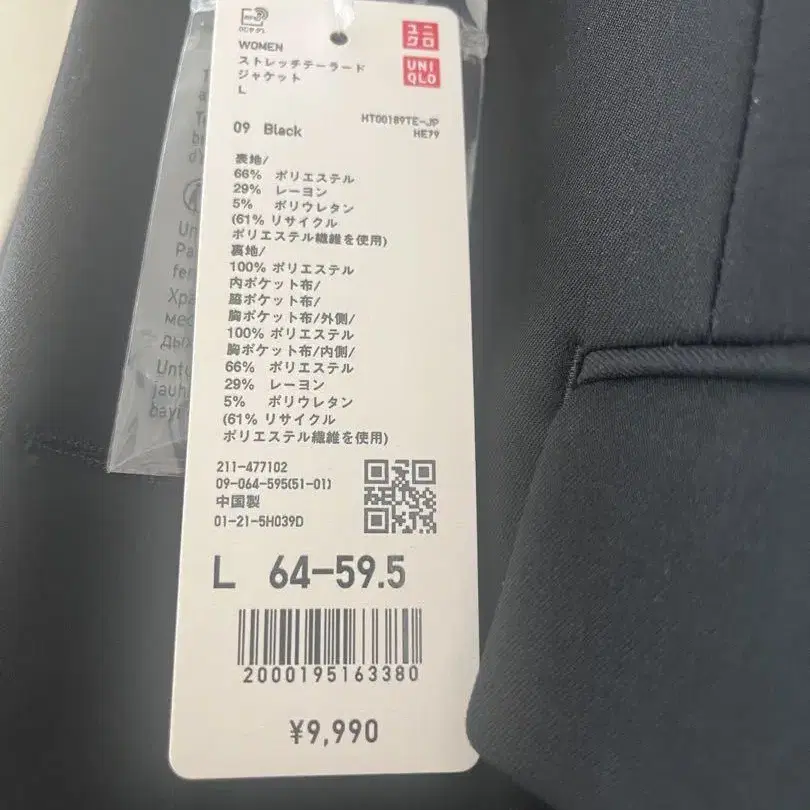 WOMEN
ストレッチテーラード
ジャケット
L
ユニ
クロ
UNI
QLO
HT00189TE-JP
HE79
09 Black
表地/
66% ポリエステル
29% レーヨン
5% ポリウレタン
(61% リサイクル
ポリエステル繊維を使用)
裏地/
100% ポリエステル
内ポケット布/
脇ポケット布/
胸ポケット布/外側/
100% ポリエステル
胸ポケット布/内側/
66% ポリエステル
29% レーヨン
5% ポリウレタン
(61% リサイクル
ポリエステル繊維を使用)
211-477102
09-064-595(51-01)
中国製
01-21-5H039D
L 64-59.5
2000195163380
¥9,990